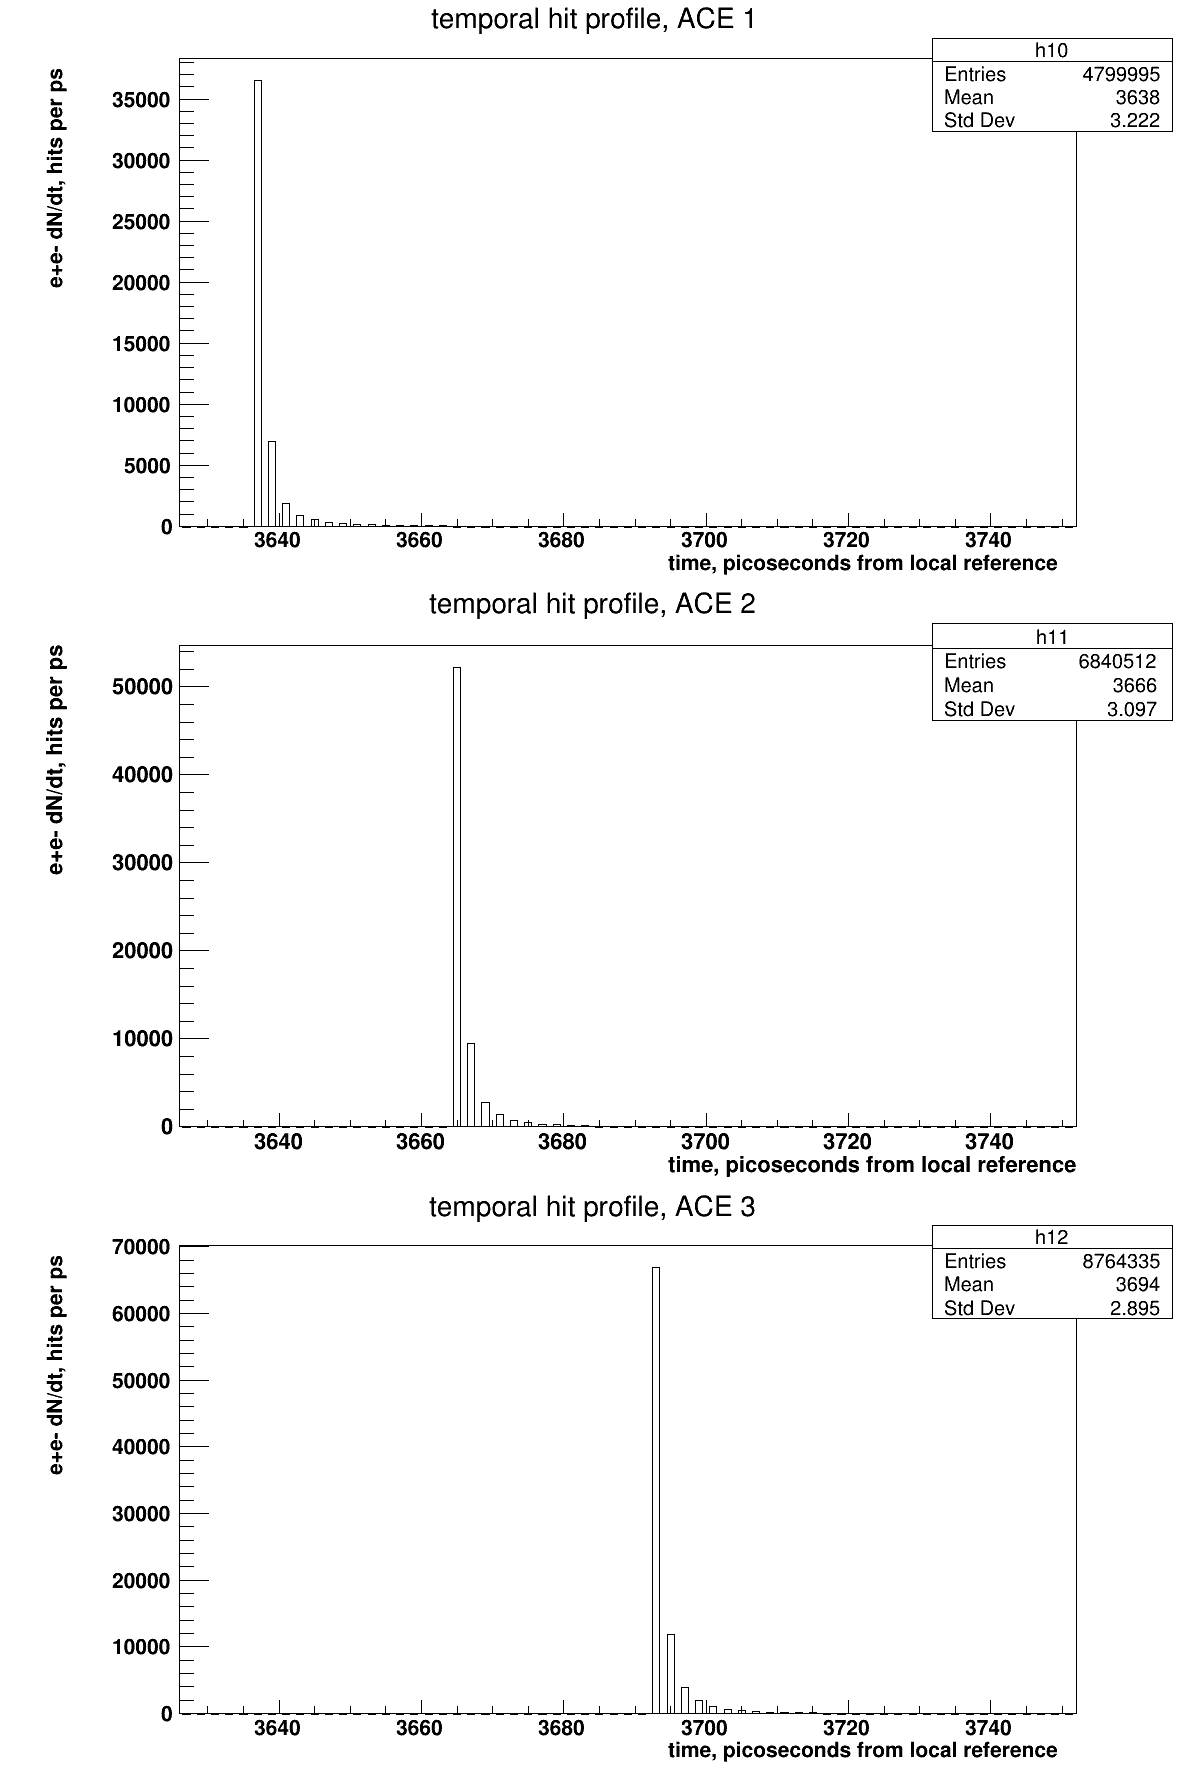 temporal hit profile, ACE 1
h10
Entries 4799995
Mean 3638
Std Dev 3.222
e+e- dN/dt, hits per ps
35000
30000
25000
20000
15000
10000
5000
0
3640 3660 3680 3700 3720 3740
time, picoseconds from local reference
temporal hit profile, ACE 2
h11
Entries 6840512
Mean 3666
Std Dev 3.097
e+e- dN/dt, hits per ps
50000
40000
30000
20000
10000
0
3640 3660 3680 3700 3720 3740
time, picoseconds from local reference
temporal hit profile, ACE 3
h12
Entries 8764335
Mean 3694
Std Dev 2.895
e+e- dN/dt, hits per ps
70000
60000
50000
40000
30000
20000
10000
0
3640 3660 3680 3700 3720 3740
time, picoseconds from local reference